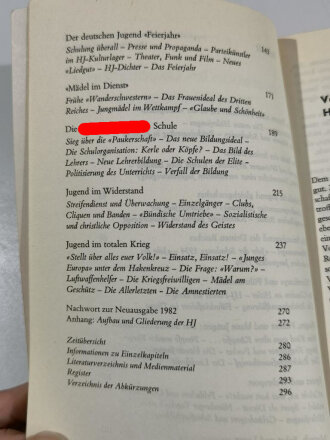 Der deutschen Jugend «Feierjahr»
Schulung überall – Presse und Propaganda – Parteikünstler 145
im HJ-Kulturlager – Theater, Funk und Film – Neues
«Liedgut» – HJ-Dichter – Das Feierjahr
«Mädel im Dienst»
Frühe «Wanderschwestern» – Das Frauenideal des Dritten 171
Reiches – Jungmädel im Wettkampf – «Glaube und Schönheit»
Die Schule 189
Sieg über die «Paukerschaft» – Das neue Bildungsideal –
Die Schulorganisation: Kerle oder Köpfe? – Das Bild des
Lehrers – Neue Lehrerbildung – Die Schulen der Elite –
Politisierung des Unterrichts – Verfall der Bildung
Jugend im Widerstand 215
Streifendienst und Überwachung – Einzelgänger – Clubs,
Cliquen und Banden – «Bündische Umtriebe» – Sozialistische
und christliche Opposition – Widerstand des Geistes
Jugend im totalen Krieg 237
«Stellt über alles euer Volk!» – Einsatz, Einsatz! – «Junges
Europa» unter dem Hakenkreuz – Die Frage: «Warum?» –
Luftwaffenhelfer – Die Kriegsfreiwilligen – Mädel am
Geschütz – Die Allerletzten – Die Amnestierten
Nachwort zur Neuausgabe 1982 270
Anhang: Aufbau und Gliederung der HJ 272
Zeitübersicht 280
Informationen zu Einzelkapiteln 286
Literaturverzeichnis und Medienmaterial 287
Register 293
Verzeichnis der Abkürzungen 296